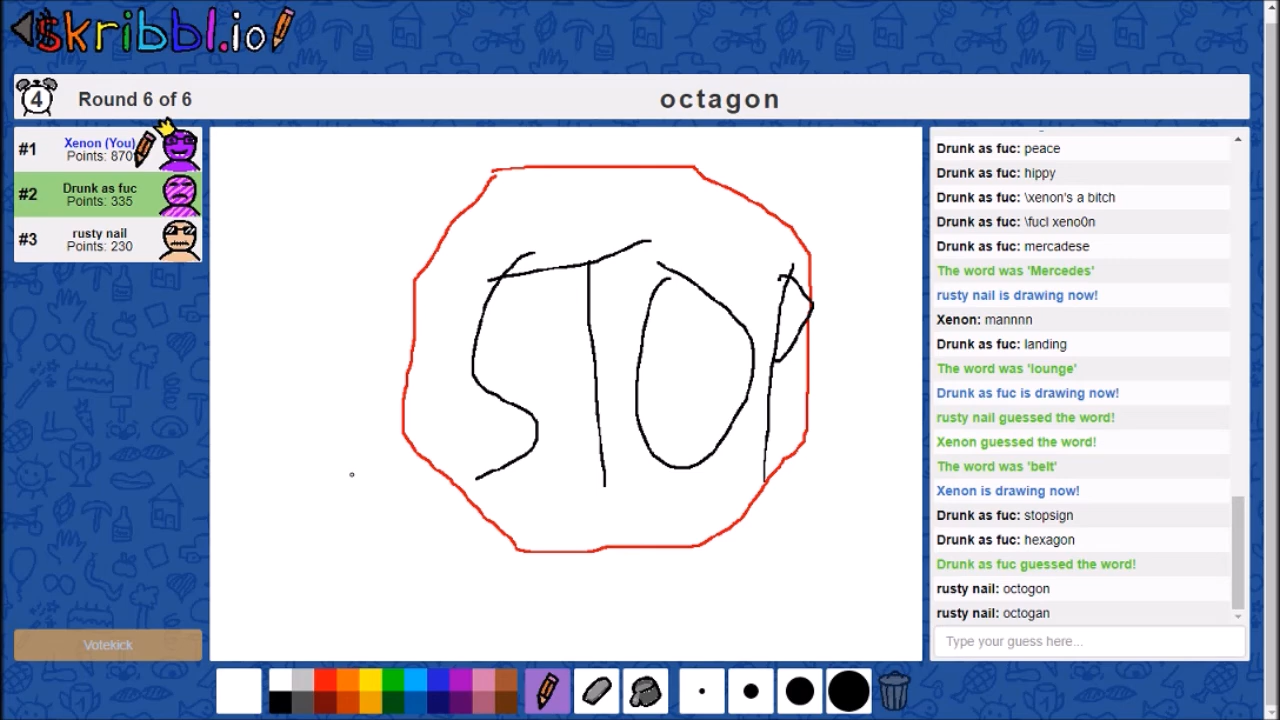 skribbl.io
4 Round 6 of 6 octagon
#1 Xenon (You) Points: 870
#2 Drunk as fuc Points: 335
#3 rusty nail Points: 230
Votekick
STOP
Drunk as fuc: peace
Drunk as fuc: hippy
Drunk as fuc: \xenon's a bitch
Drunk as fuc: \fucl xeno0n
Drunk as fuc: mercadese
The word was 'Mercedes'
rusty nail is drawing now!
Xenon: mannnn
Drunk as fuc: landing
The word was 'lounge'
Drunk as fuc is drawing now!
rusty nail guessed the word!
Xenon guessed the word!
The word was 'belt'
Xenon is drawing now!
Drunk as fuc: stopsign
Drunk as fuc: hexagon
Drunk as fuc guessed the word!
rusty nail: octogon
rusty nail: octogan
Type your guess here...